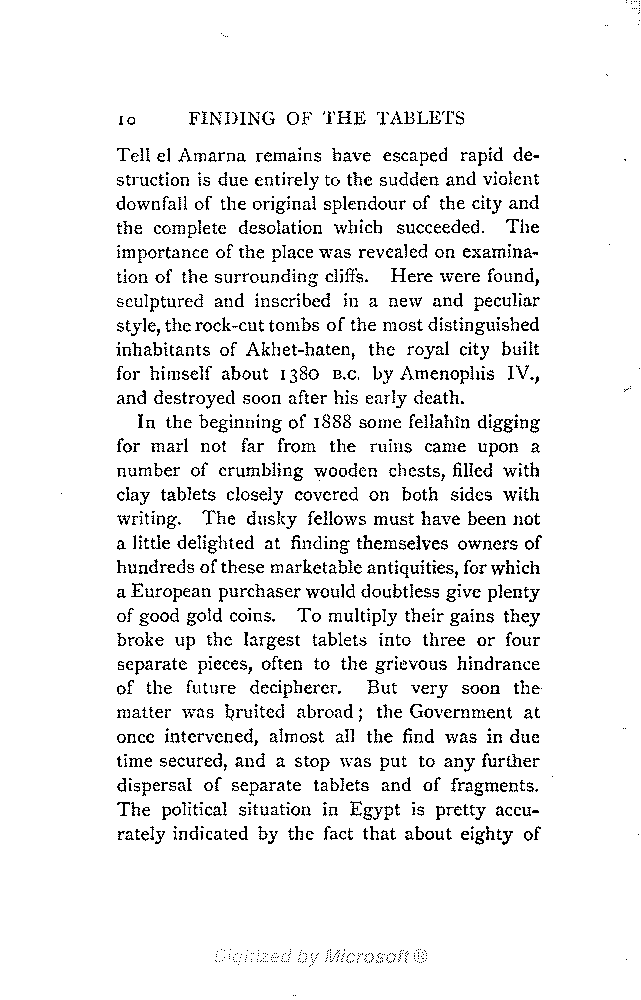 10 FINDING OF THE TABLETS
Tell el Amarna remains have escaped rapid de-
struction is due entirely to the sudden and violent
downfall of the original splendour of the city and
the complete desolation which succeeded. The
importance of the place was revealed on examina-
tion of the surrounding cliffs. Here were found,
sculptured and inscribed in a new and peculiar
style, the rock-cut tombs of the most distinguished
inhabitants of Akhet-haten, the royal city built
for himself about 1380 B.C. by Amenophis IV.,
and destroyed soon after his early death.
In the beginning of 1888 some fellahîn digging
for marl not far from the ruins came upon a
number of crumbling wooden chests, filled with
clay tablets closely covered on both sides with
writing. The dusky fellows must have been not
a little delighted at finding themselves owners of
hundreds of these marketable antiquities, for which
a European purchaser would doubtless give plenty
of good gold coins. To multiply their gains they
broke up the largest tablets into three or four
separate pieces, often to the grievous hindrance
of the future decipherer. But very soon the
matter was bruited abroad; the Government at
once intervened, almost all the find was in due
time secured, and a stop was put to any further
dispersal of separate tablets and of fragments.
The political situation in Egypt is pretty accu-
rately indicated by the fact that about eighty of
Digitized by Microsoft®